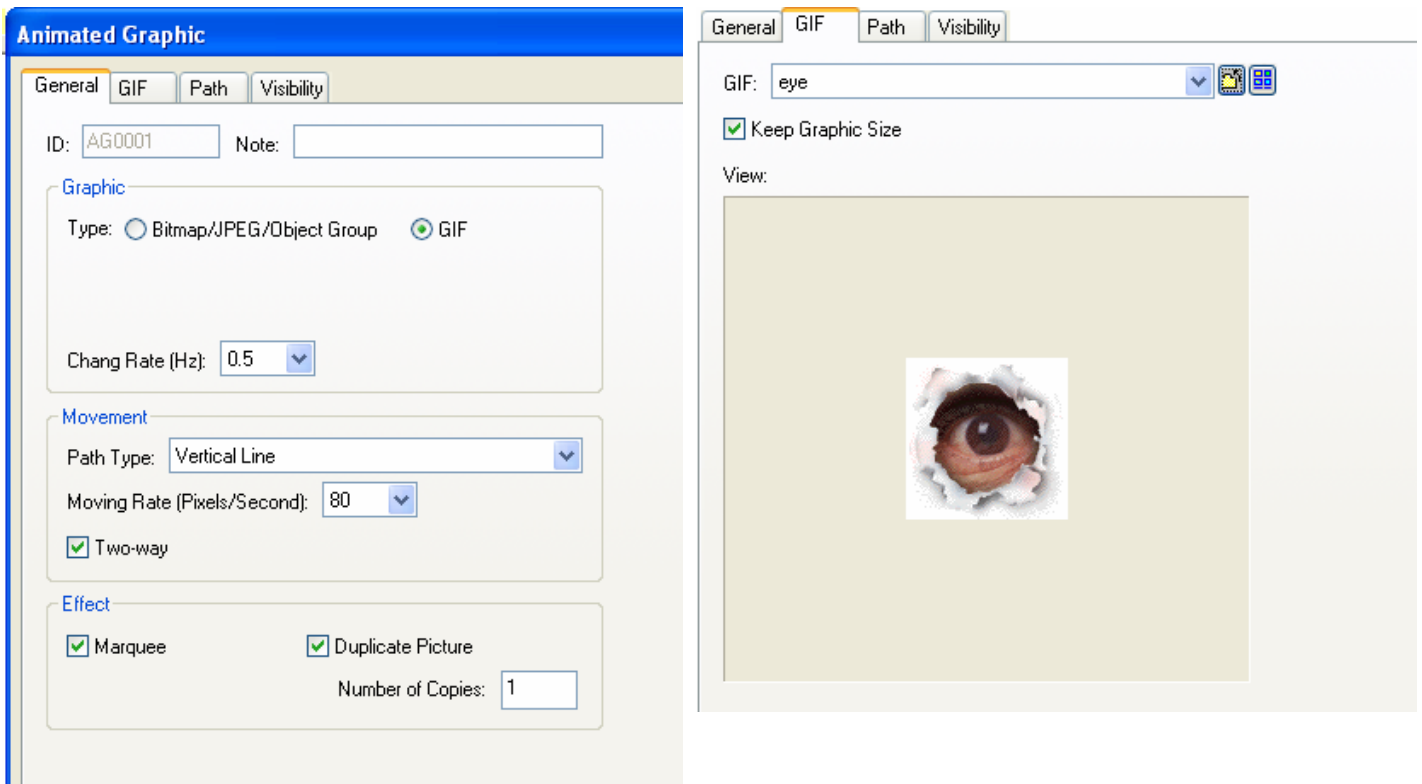 Animated Graphic
General GIF Path Visibility
ID: AG0001 Note:
Graphic
Type: Bitmap/JPEG/Object Group GIF
Chang Rate (Hz): 0.5
Movement
Path Type: Vertical Line
Moving Rate (Pixels/Second): 80
Two-way
Effect
Marquee Duplicate Picture
Number of Copies: 1
General GIF Path Visibility
GIF: eye
Keep Graphic Size
View: